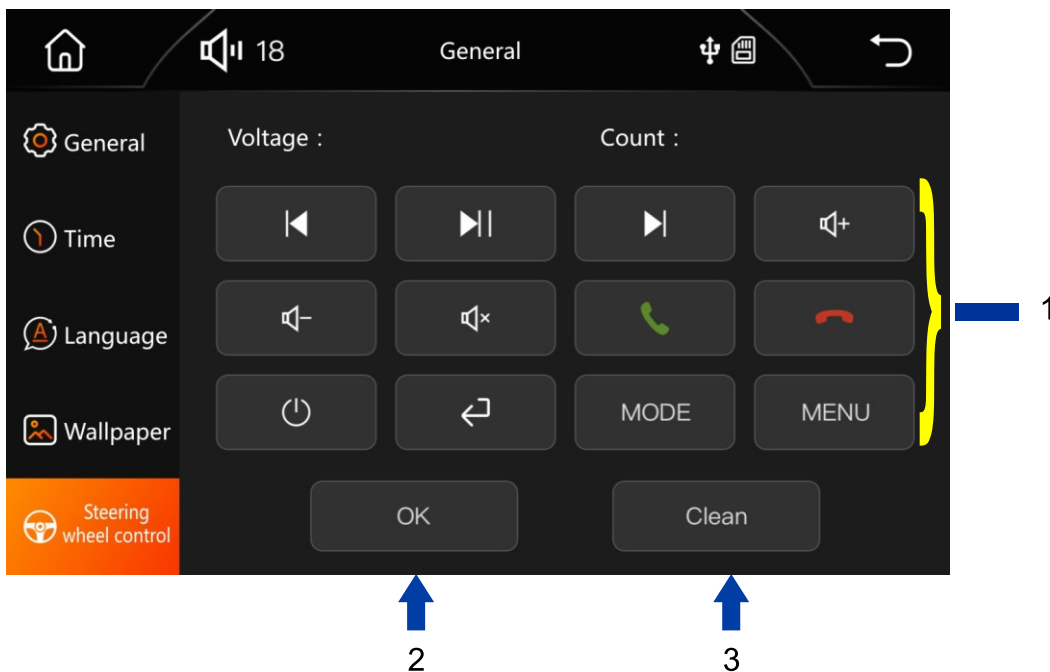 18
General
General
Voltage :
Count :
Time
Language
MODE
MENU
Wallpaper
Steering
wheel control
OK
Clean
1
2
3